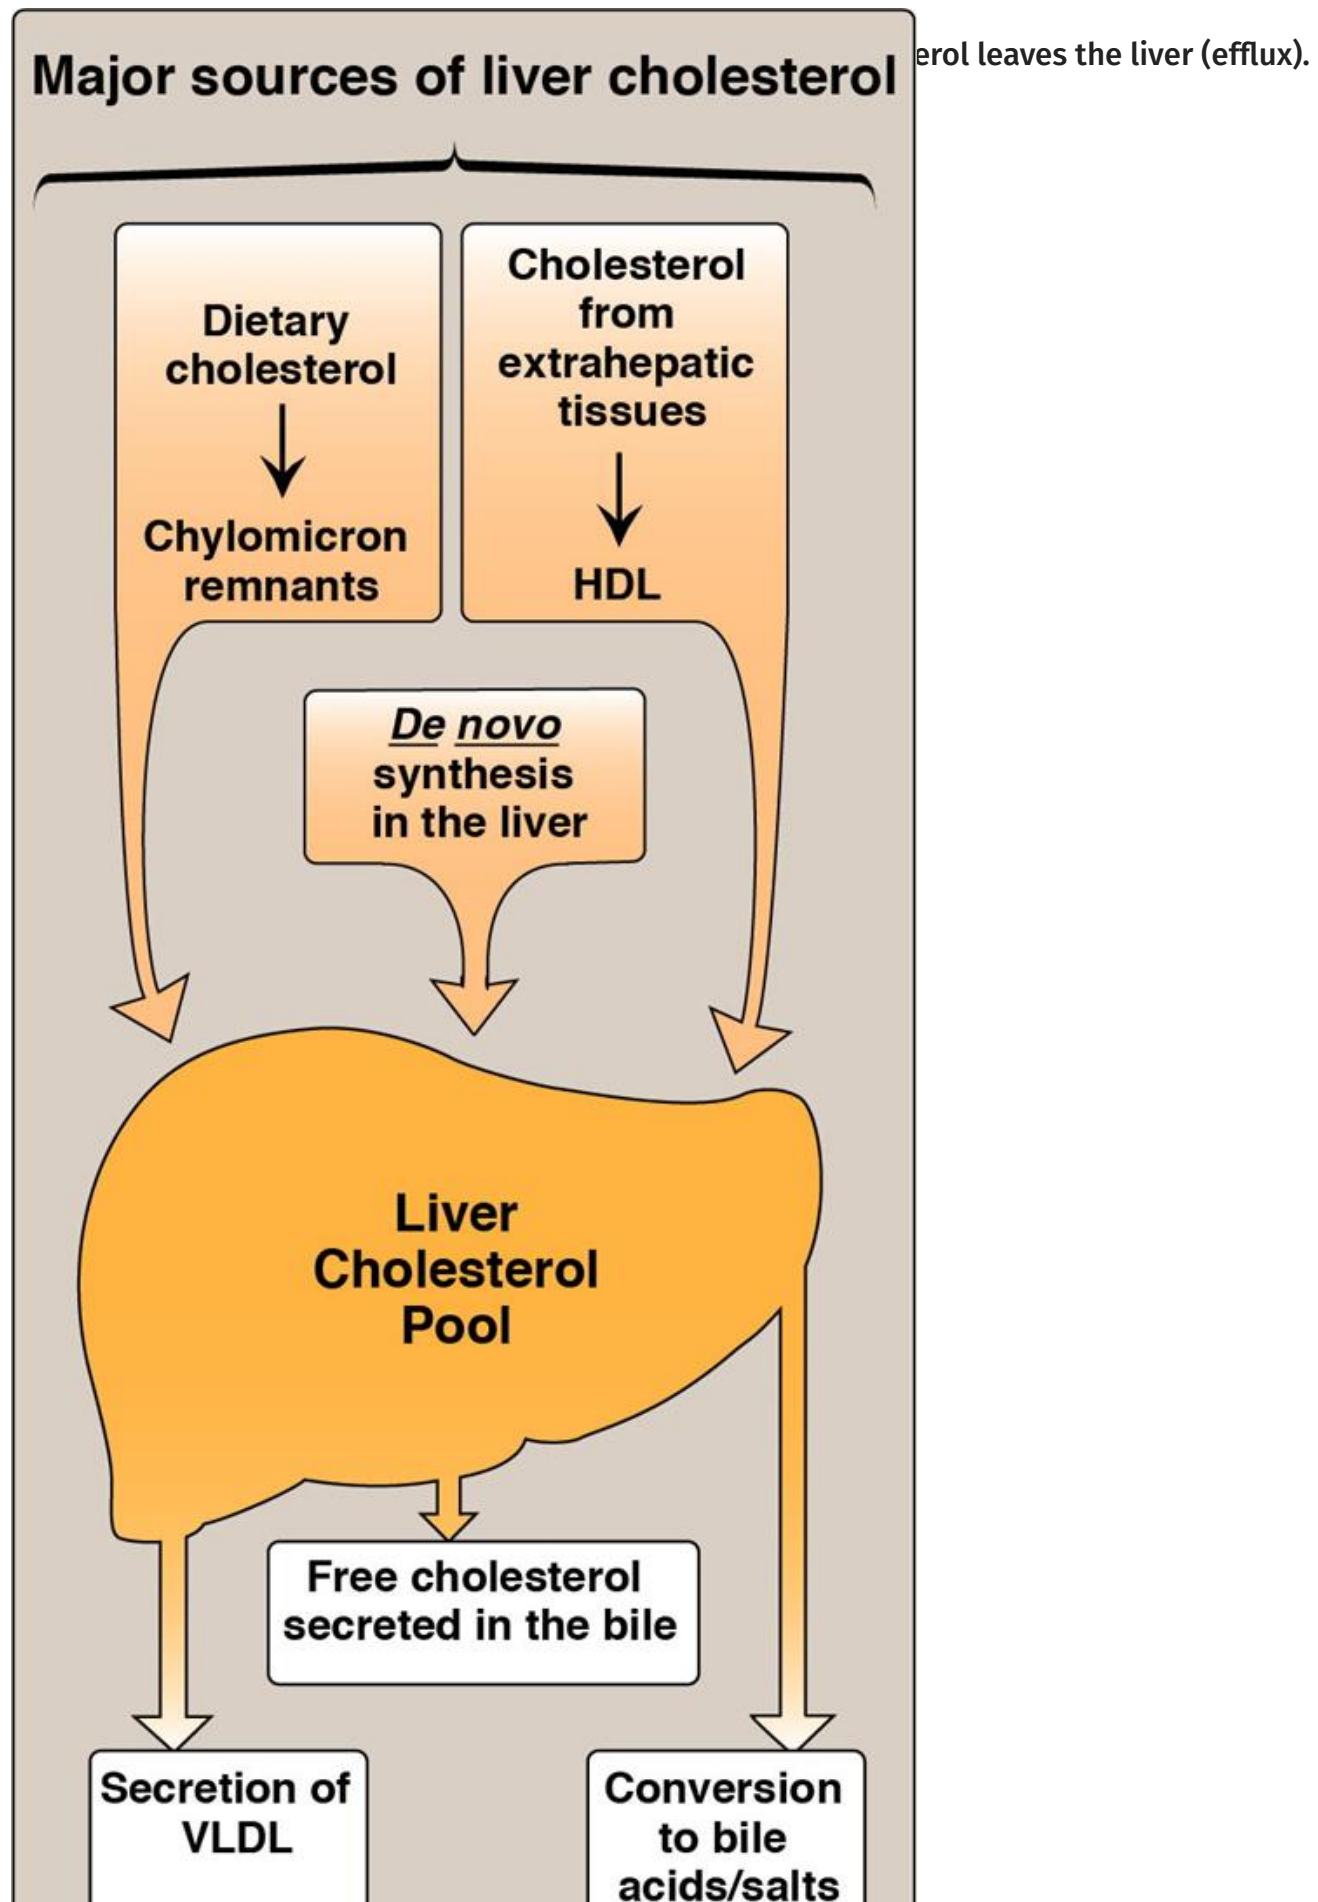 erol leaves the liver (efflux).
Major sources of liver cholesterol
Dietary
cholesterol
Chylomicron
remnants
Cholesterol
from
extrahepatic
tissues
HDL
De novo
synthesis
in the liver
Liver
Cholesterol
Pool
Free cholesterol
secreted in the bile
Secretion of
VLDL
Conversion
to bile
acids/salts